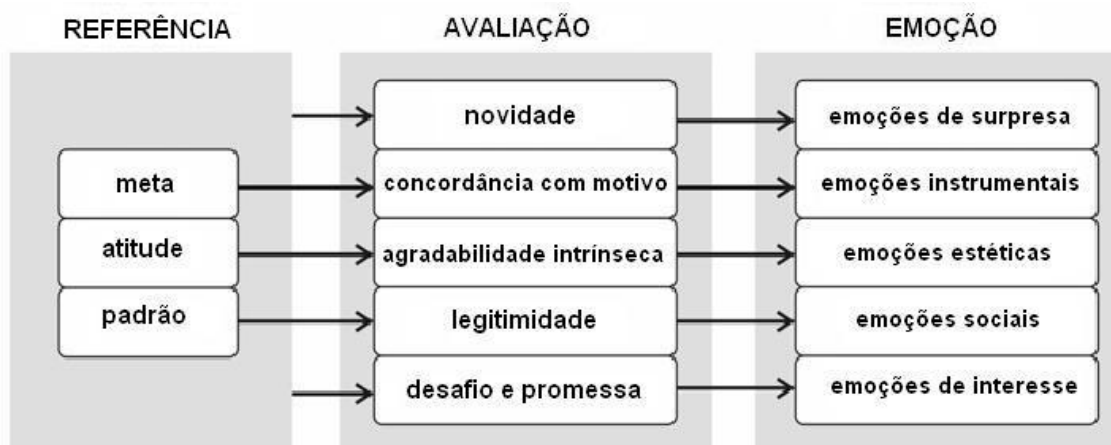 REFERÊNCIA AVALIAÇÃO EMOÇÃO
novidade emoções de surpresa
meta concordância com motivo emoções instrumentais
atitude agradabilidade intrínseca emoções estéticas
padrão legitimidade emoções sociais
desafio e promessa emoções de interesse